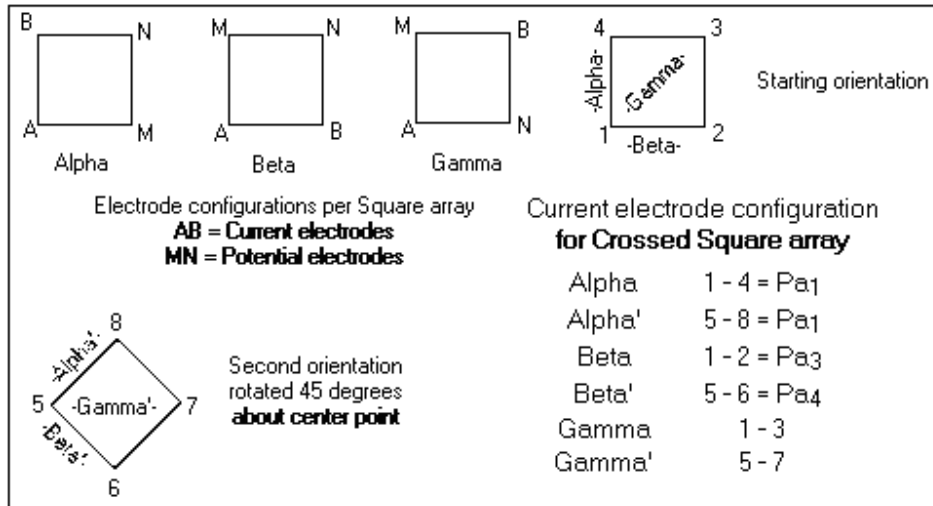 B N
A M
Alpha
M N
A B
Beta
M B
A N
Gamma
4 3
-Alpha-
-Gamma-
1 2
-Beta-
Starting orientation
Electrode configurations per Square array
AB = Current electrodes
MN = Potential electrodes
Current electrode configuration
for Crossed Square array
Alpha 1 - 4 = Pa1
Alpha' 5 - 8 = Pa1
Beta 1 - 2 = Pa3
Beta' 5 - 6 = Pa4
Gamma 1 - 3
Gamma' 5 - 7
8
-Alpha'-
5 -Gamma'- 7
-Beta'-
6
Second orientation
rotated 45 degrees
about center point